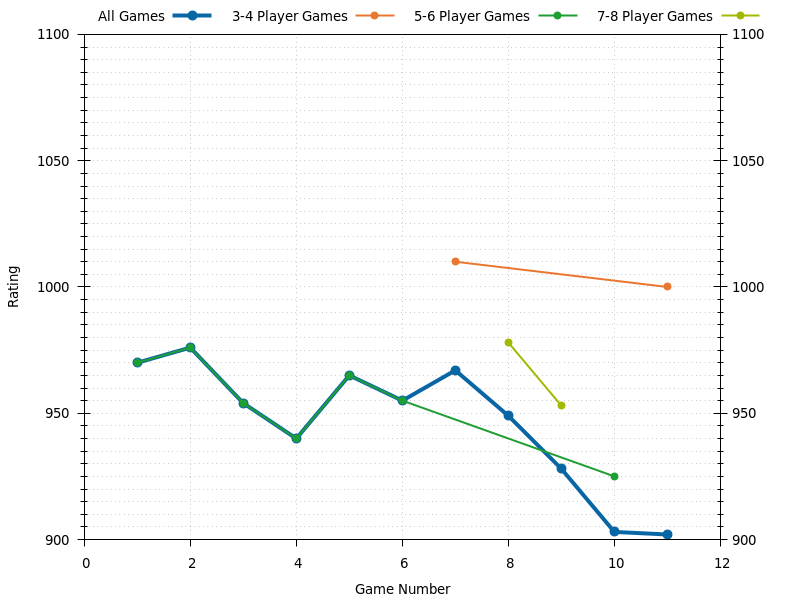 All Games 3-4 Player Games 5-6 Player Games 7-8 Player Games
1100 1100
1050 1050
1000 1000
950 950
900 900
Rating
0 2 4 6 8 10 12
Game Number